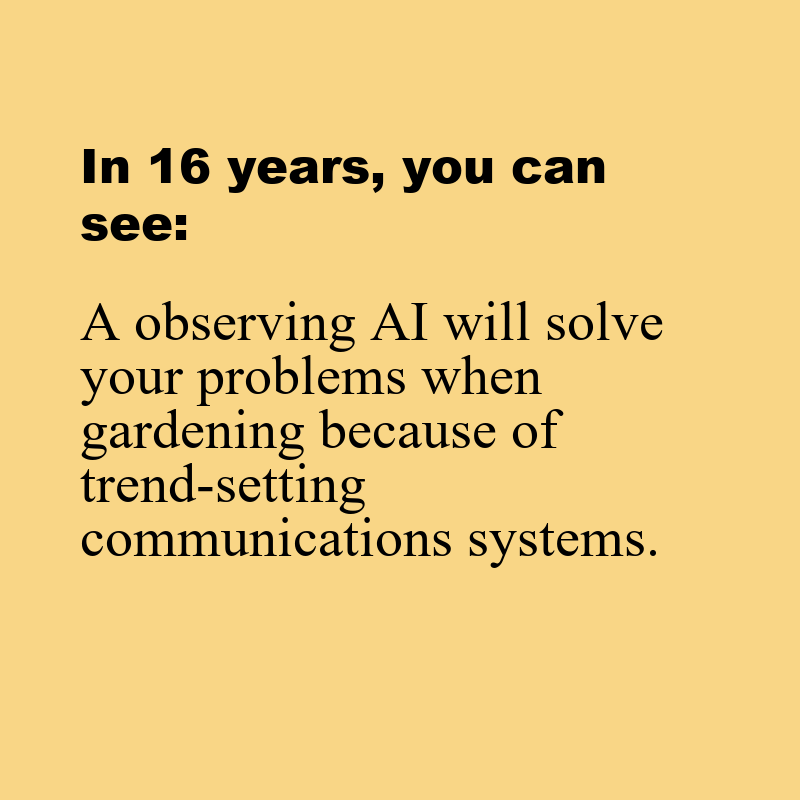 In 16 years, you can
see:
A observing AI will solve
your problems when
gardening because of
trend-setting
communications systems.